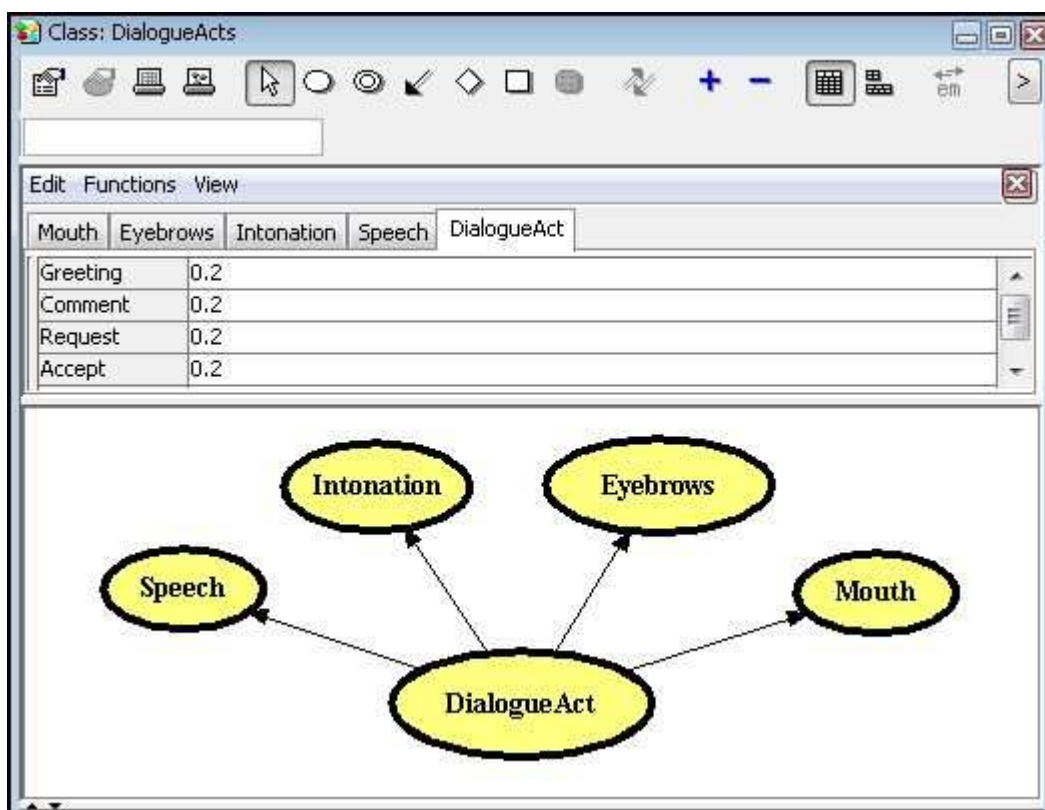 Class: DialogueActs
em
>
Edit Functions View
Mouth Eyebrows Intonation Speech DialogueAct
Greeting 0.2
Comment 0.2
Request 0.2
Accept 0.2
Intonation Eyebrows
Speech Mouth
DialogueAct